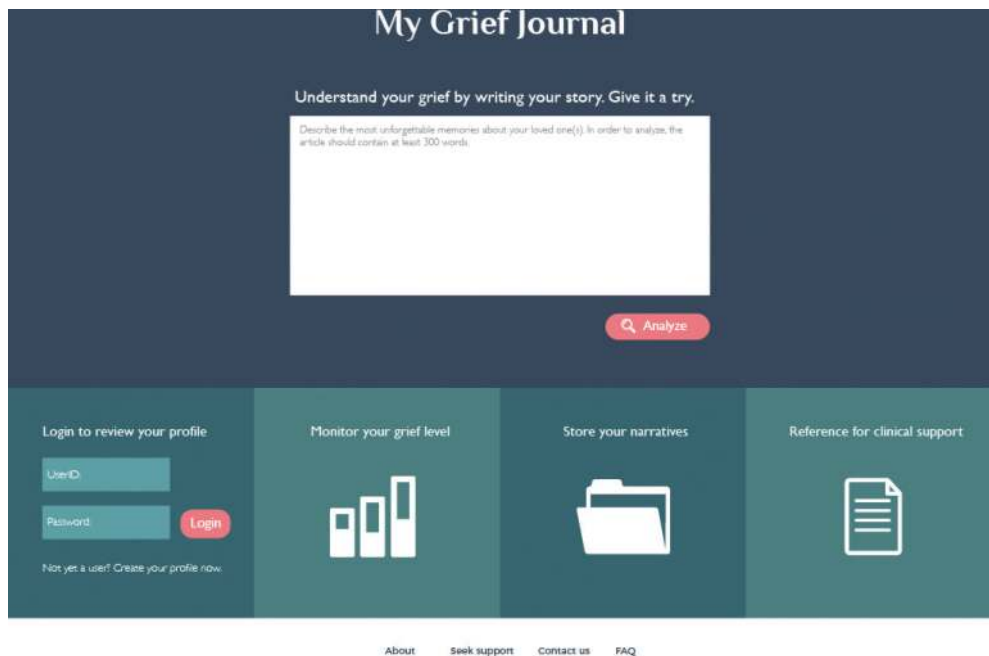 My Grief Journal
Understand your grief by writing your story. Give it a try.
Describe the most unforgettable memories about your loved one(s). In order to analyze, the
article should contain at least 300 words.
Analyze
Login to review your profile
UserID:
Password:
Login
Not yet a user? Create your profile now.
Monitor your grief level
Store your narratives
Reference for clinical support
About Seek support Contact us FAQ